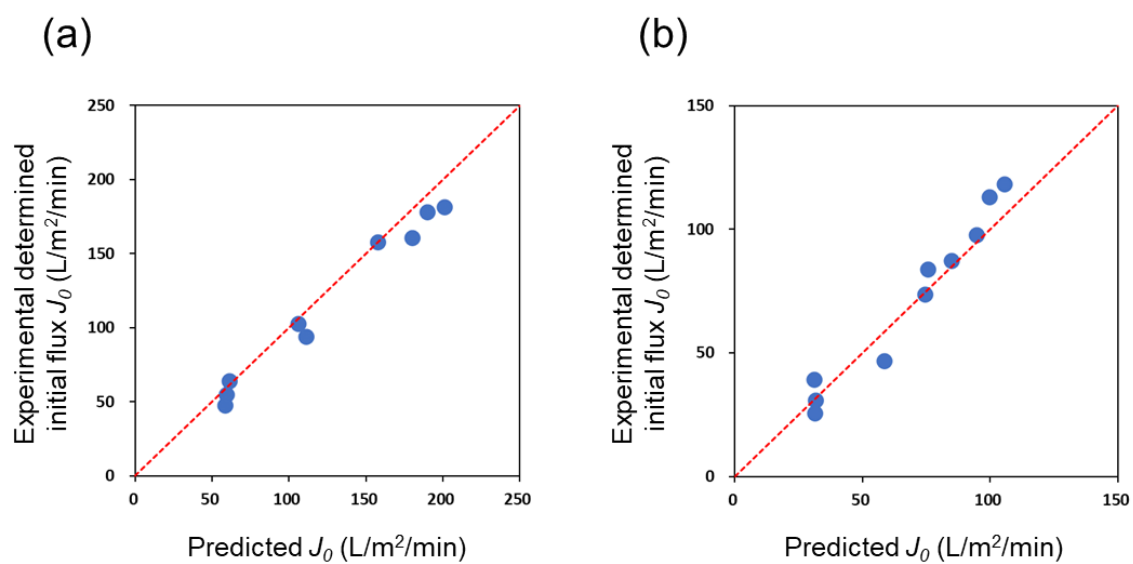 (a)
Experimental determined
initial flux J₀ (L/m²/min)
250
200
150
100
50
0
0 50 100 150 200 250
Predicted J₀ (L/m²/min)
(b)
Experimental determined
initial flux J₀ (L/m²/min)
150
100
50
0
0 50 100 150
Predicted J₀ (L/m²/min)